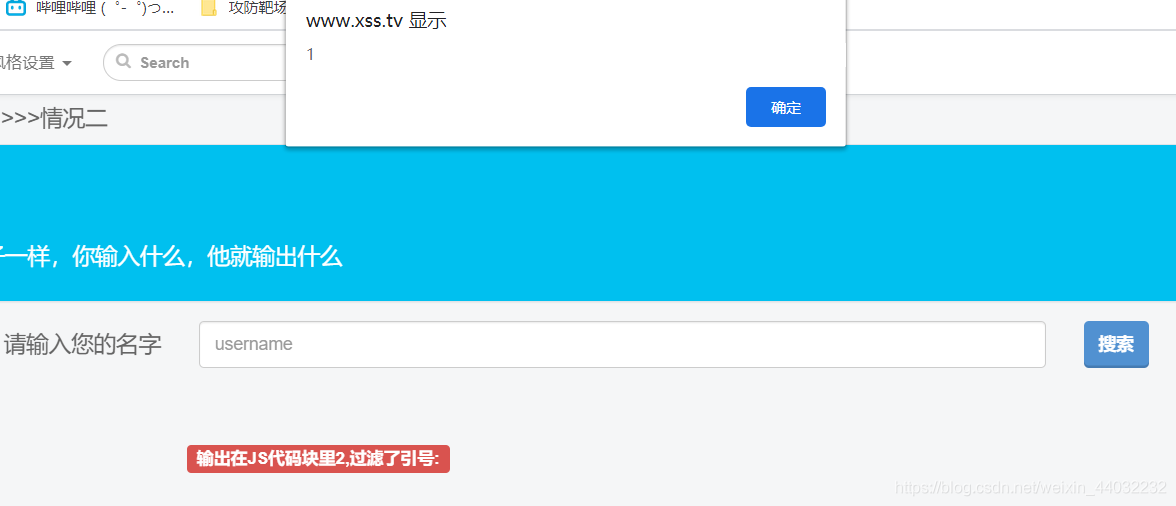 哔哩哔哩 ( ゜- ゜)つ...
攻防靶场
www.xss.tv 显示
1
确定
风格设置
Search
>>>情况二
子一样，你输入什么，他就输出什么
请输入您的名字
username
搜索
输出在JS代码块里2,过滤了引号:
https://blog.csdn.net/weixin_44032232